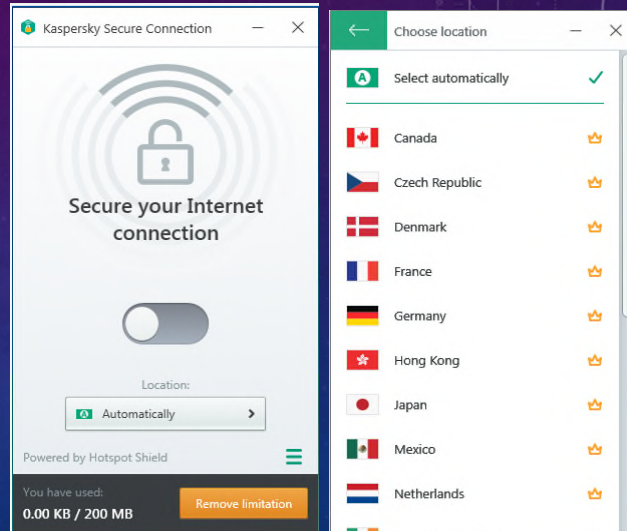 Kaspersky Secure Connection
Secure your Internet
connection
Location:
A Automatically
Powered by Hotspot Shield
You have used:
0.00 KB / 200 MB
Remove limitation
Choose location
A Select automatically
Canada
Czech Republic
Denmark
France
Germany
Hong Kong
Japan
Mexico
Netherlands